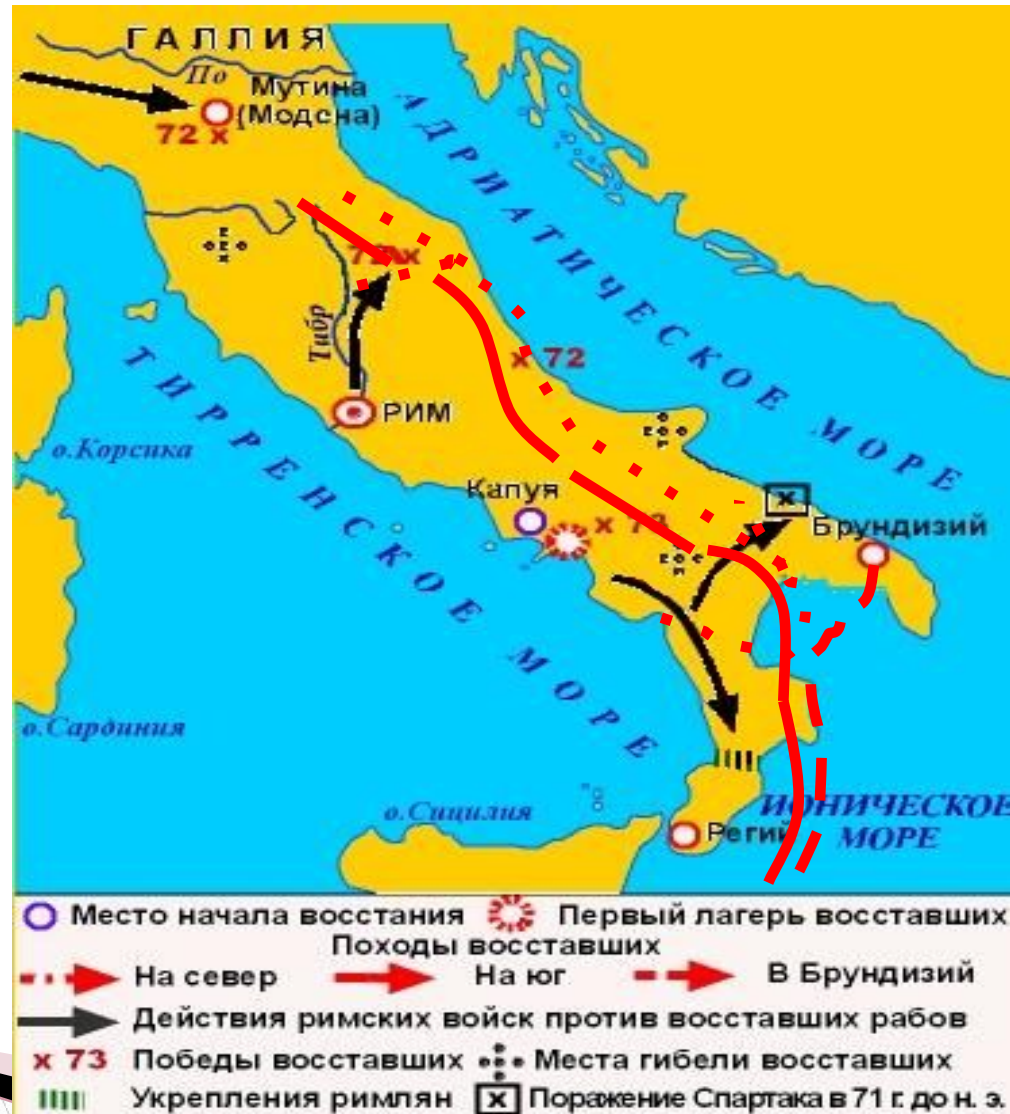 ГАЛЛИЯ
По
Мутина
(Модсна)
72 x
АДРИАТИЧЕСКОЕ МОРЕ
Тибр
x 72
ТИРРЕНСКОЕ МОРЕ
РИМ
о.Корсика
Капуя
x 73
Брундизий
о.Сардиния
о.Сицилия
ИОНИЧЕСКОЕ
МОРЕ
Регий
Место начала восстания Первый лагерь восставших
Походы восставших
На север На юг В Брундизий
Действия римских войск против восставших рабов
x 73 Победы восставших Места гибели восставших
Укрепления римлян x Поражение Спартака в 71 г. до н. э.